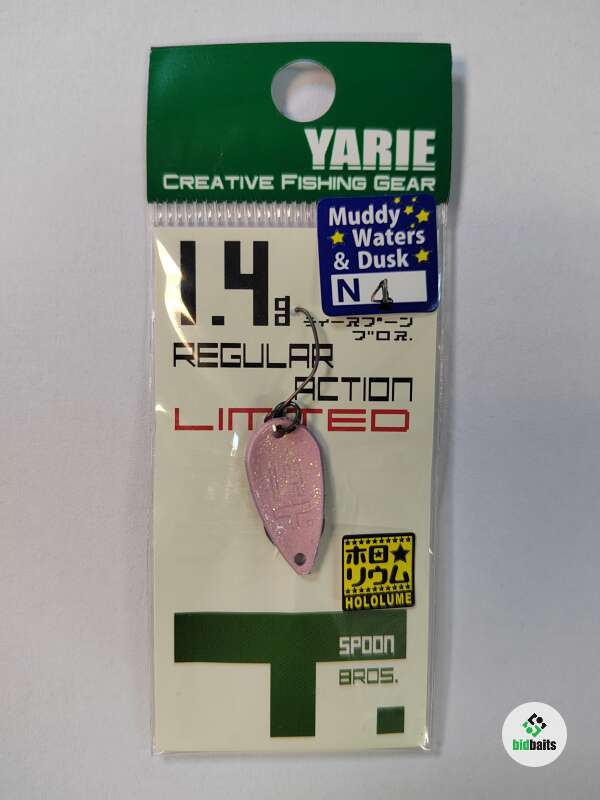 YARIE
CREATIVE FISHING GEAR
Muddy
Waters
& Dusk
N 1
1.4g
ティースプーン
ブロス.
REGULAR
ACTION
LIMITED
ホロ★
リウム
HOLOLUME
T.
SPOON
BROS.
bidbaits